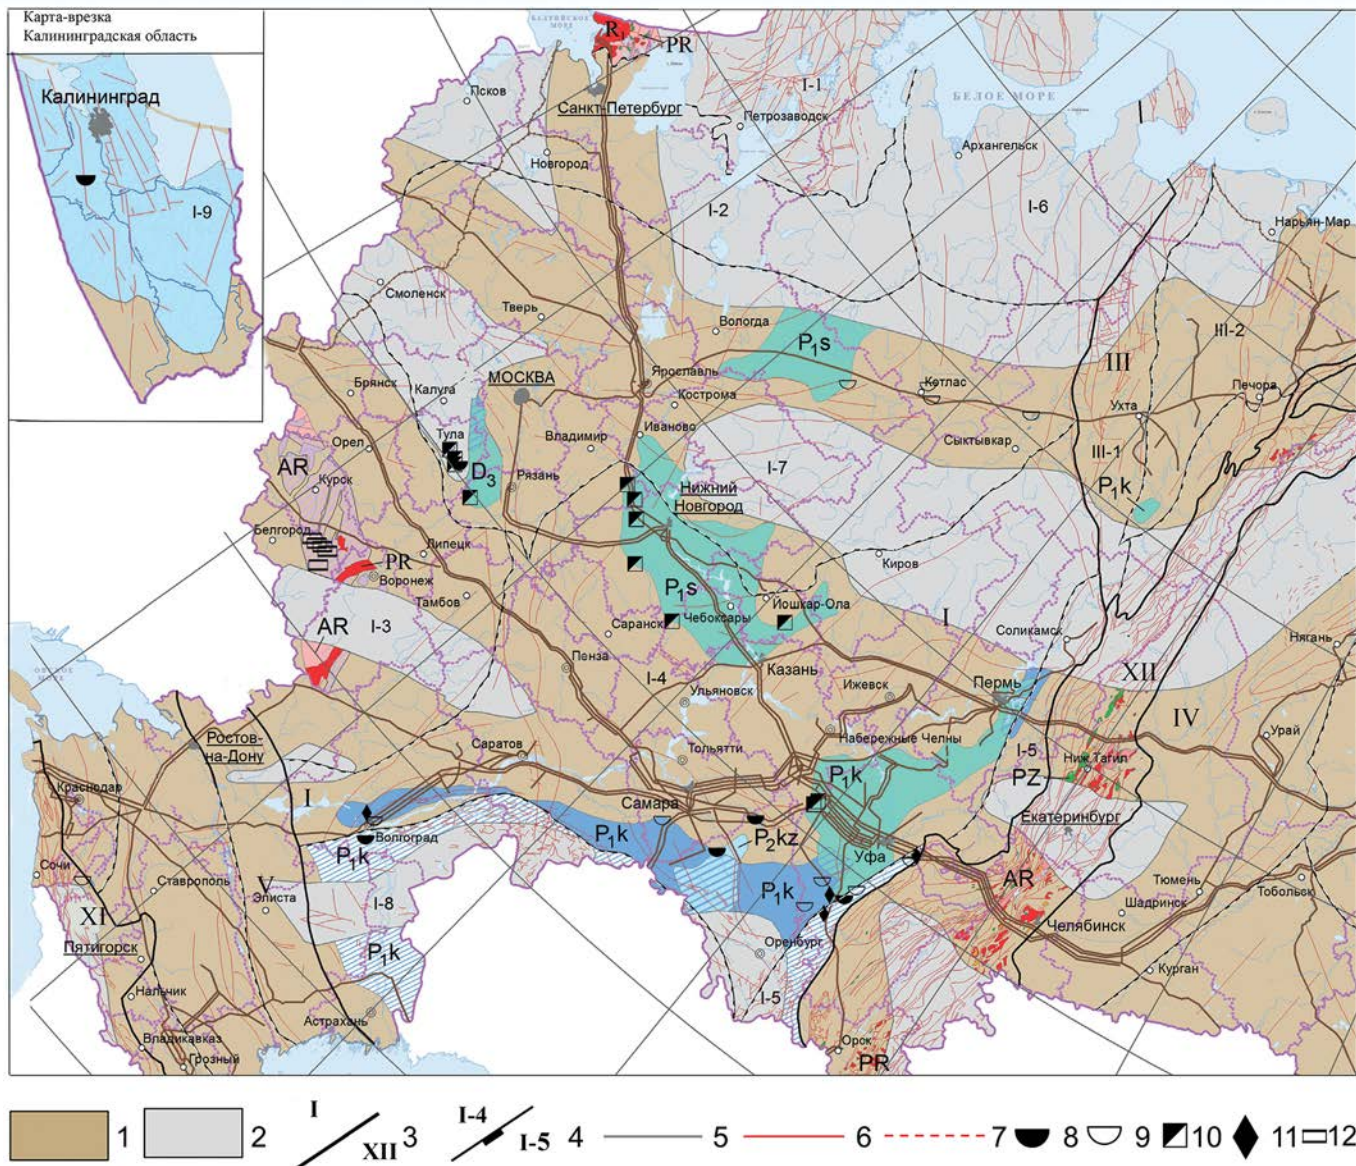 Карта-врезка
Калининградская область
Калининград
I-9
БАЛТИЙСКОЕ
МОРЕ
R₁
PR
Псков
Санкт-Петербург
I-1
Петрозаводск
БЕЛОЕ МОРЕ
Архангельск
Новгород
I-2
I-6
Нарьян-Мар
Смоленск
Тверь
Вологда
P₁s
III
III-2
Брянск
Калуга
МОСКВА
Ярославль
Кострома
Котлас
Ухта
Печора
Орел
Тула
Владимир
Иваново
Сыктывкар
III-1
AR
Курск
D₃
Рязань
I-7
P₁k
Нижний
Новгород
Белгород
Липецк
PR
Воронеж
Киров
Тамбов
P₁s
Йошкар-Ола
Чебоксары
I
AR
I-3
Саранск
Соликамск
Нягань
Пенза
I-4
Казань
XII
Ульяновск
Ижевск
Пермь
IV
Ростов-
на-Дону
Саратов
Тольятти
Набережные Челны
I-5
Урай
PZ
Ниж.Тагил
Краснодар
I
Самара
P₁k
Екатеринбург
Волгоград
P₁k
P₂kz
Уфа
P₁k
Сочи
Ставрополь
V
Элиста
I-8
P₁k
AR
Тюмень
Тобольск
XI
Шадринск
Пятигорск
P₁k
Оренбург
Челябинск
I-5
Курган
Нальчик
Астрахань
Владикавказ
Грозный
Орск
PR
1
2
I
XII
3
I-4
I-5
4
5
6
7
8
9
10
11
12